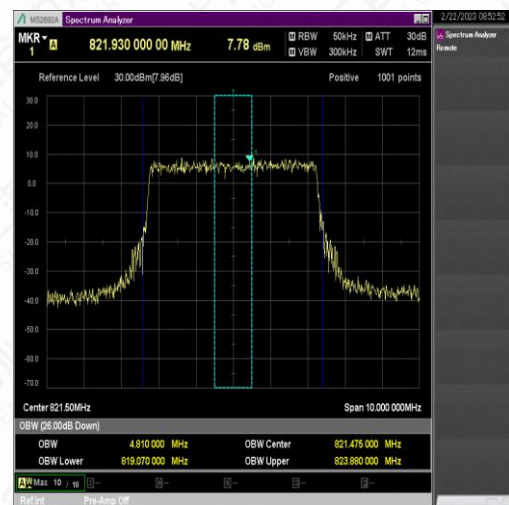 MS2692A Spectrum Analyzer
2/22/2023 08:52:52
MKR 1 A 821.930 000 00 MHz 7.78 dBm
M RBW 50kHz M ATT 30dB
M VBW 300kHz SWT 12ms
Spectrum Analyzer
Remote
Reference Level 30.00dBm[7.96dB] Positive 1001 points
30.0
20.0
10.0
0.0
-10.0
-20.0
-30.0
-40.0
-50.0
-60.0
-70.0
1
Center 821.50MHz Span 10.000 000MHz
OBW (26.00dB Down)
OBW 4.810 000 MHz OBW Center 821.475 000 MHz
OBW Lower 819.070 000 MHz OBW Upper 823.880 000 MHz
A W Max 10 / 10
Ref.Int Pre-Amp Off